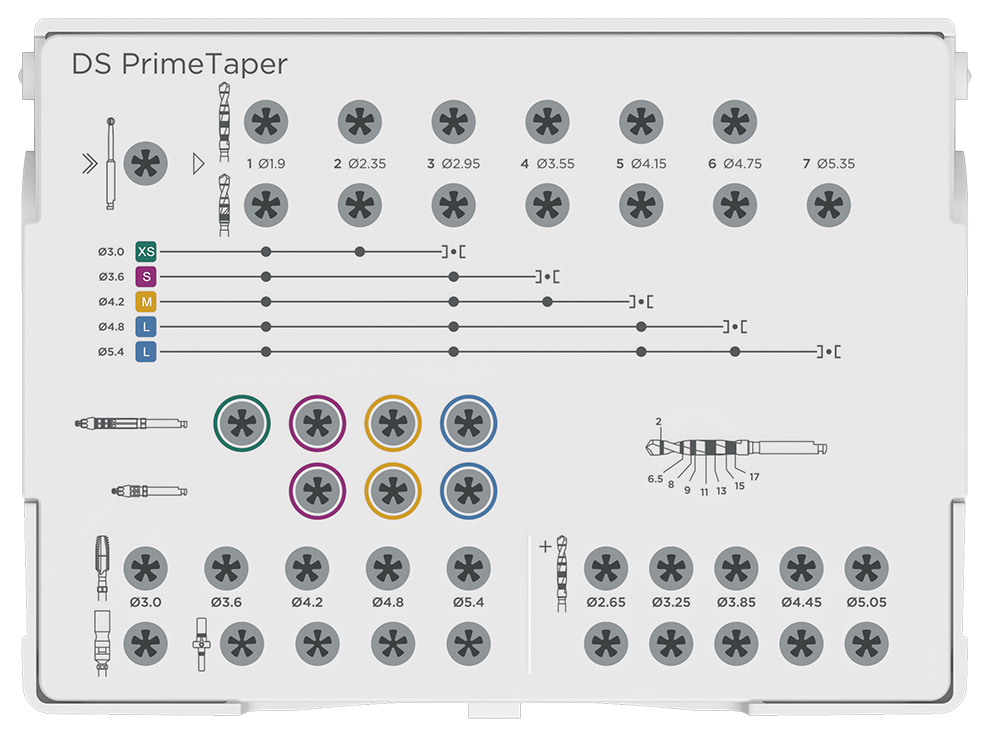 DS PrimeTaper
1 Ø1.9 2 Ø2.35 3 Ø2.95 4 Ø3.55 5 Ø4.15 6 Ø4.75 7 Ø5.35
Ø3.0 XS
Ø3.6 S
Ø4.2 M
Ø4.8 L
Ø5.4 L
2
6.5 8 9 11 13 15 17
+
Ø3.0 Ø3.6 Ø4.2 Ø4.8 Ø5.4 Ø2.65 Ø3.25 Ø3.85 Ø4.45 Ø5.05